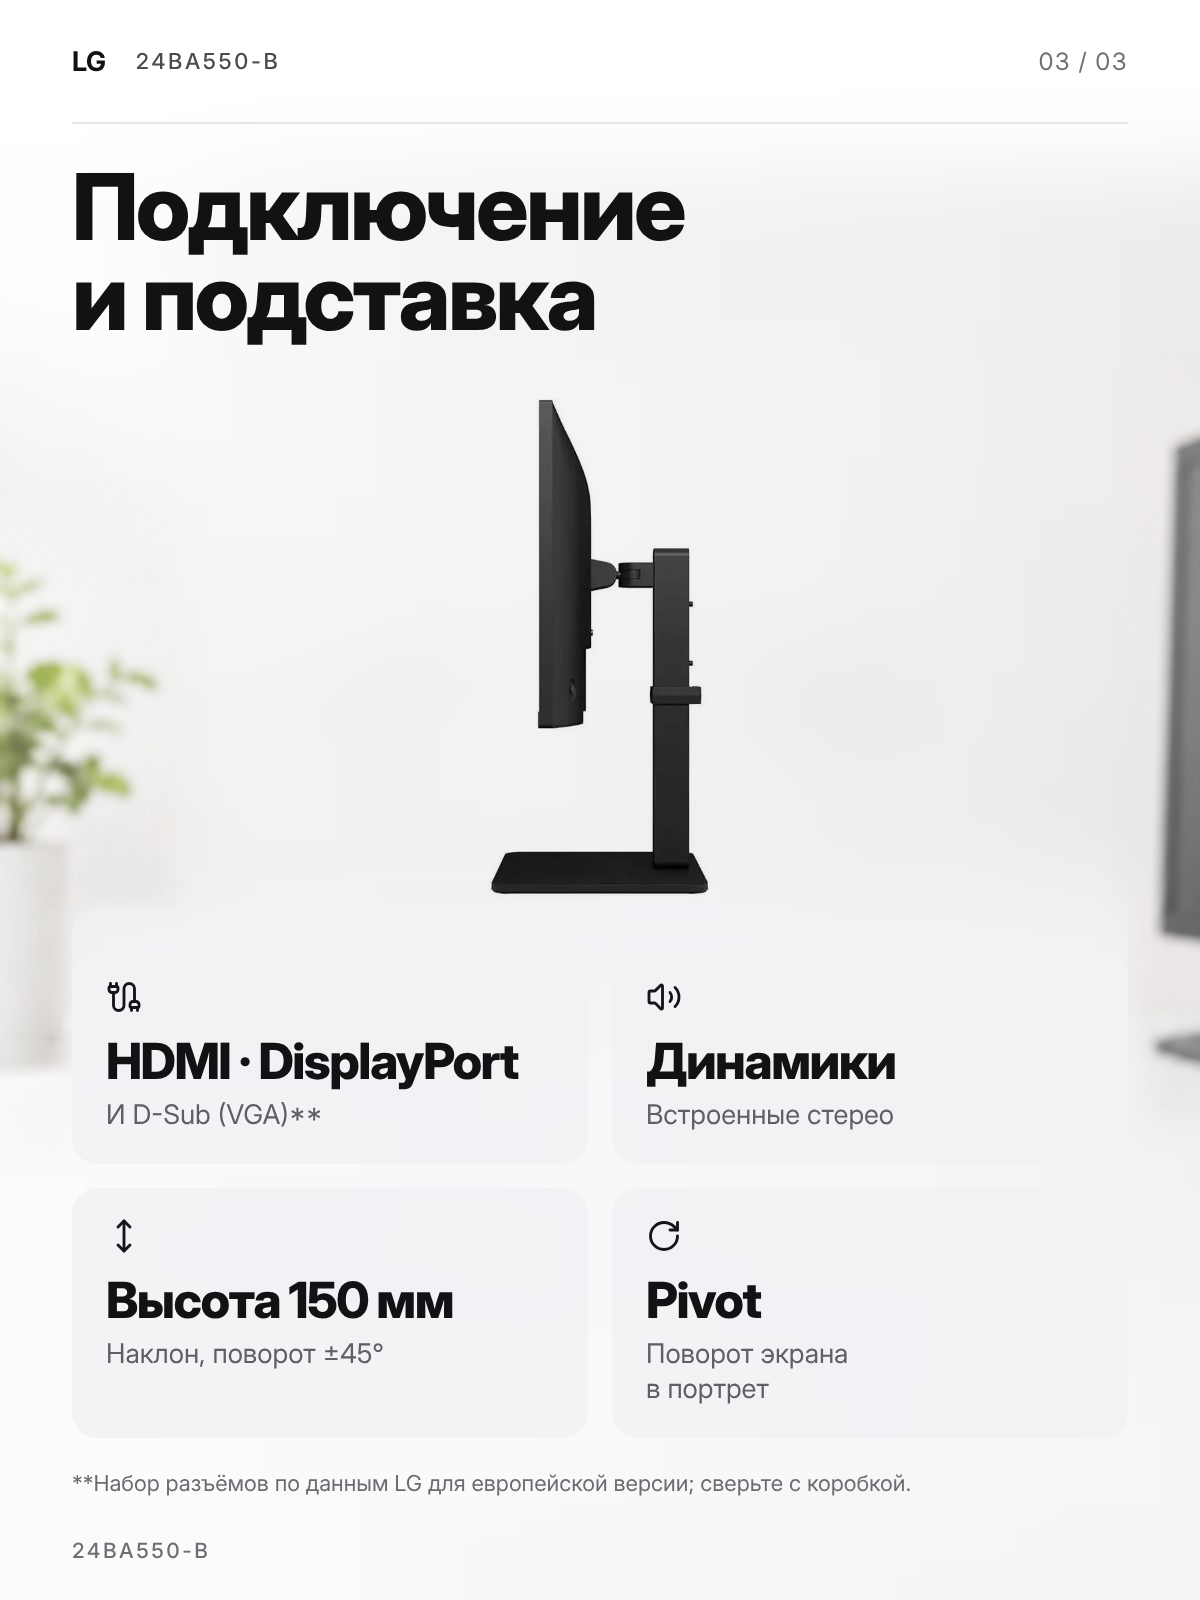 LG 24BA550-B 03 / 03
Подключение
и подставка
HDMI · DisplayPort
И D-Sub (VGA)**
Динамики
Встроенные стерео
Высота 150 мм
Наклон, поворот ±45°
Pivot
Поворот экрана
в портрет
**Набор разъёмов по данным LG для европейской версии; сверьте с коробкой.
24BA550-B